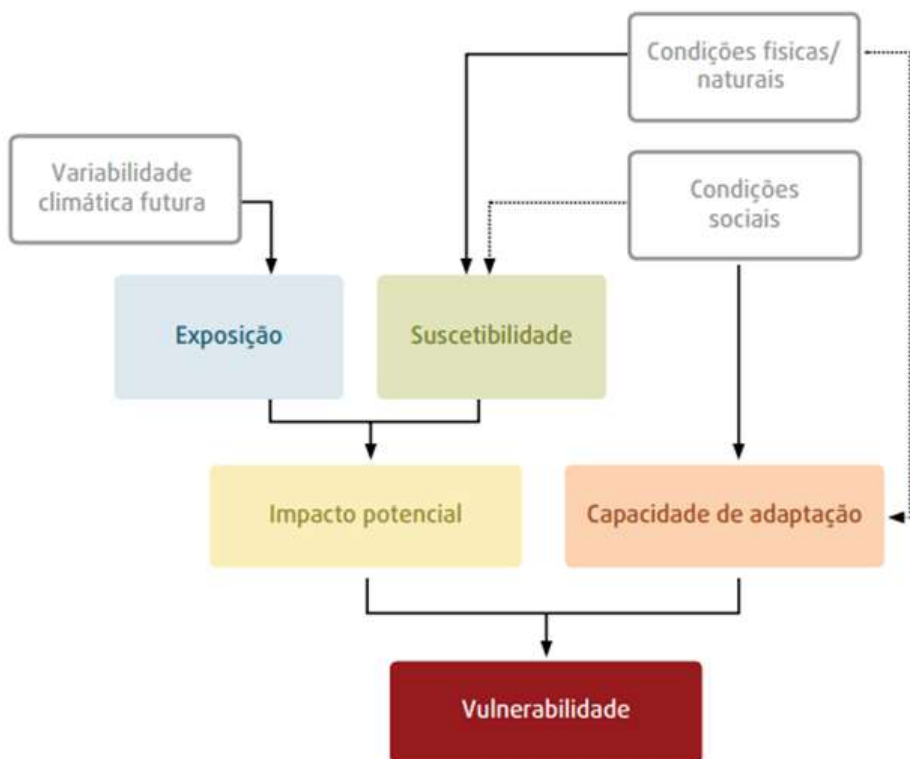 Condições fisicas/
naturais
Variabilidade
climática futura
Condições
sociais
Exposição
Suscetibilidade
Impacto potencial
Capacidade de adaptação
Vulnerabilidade